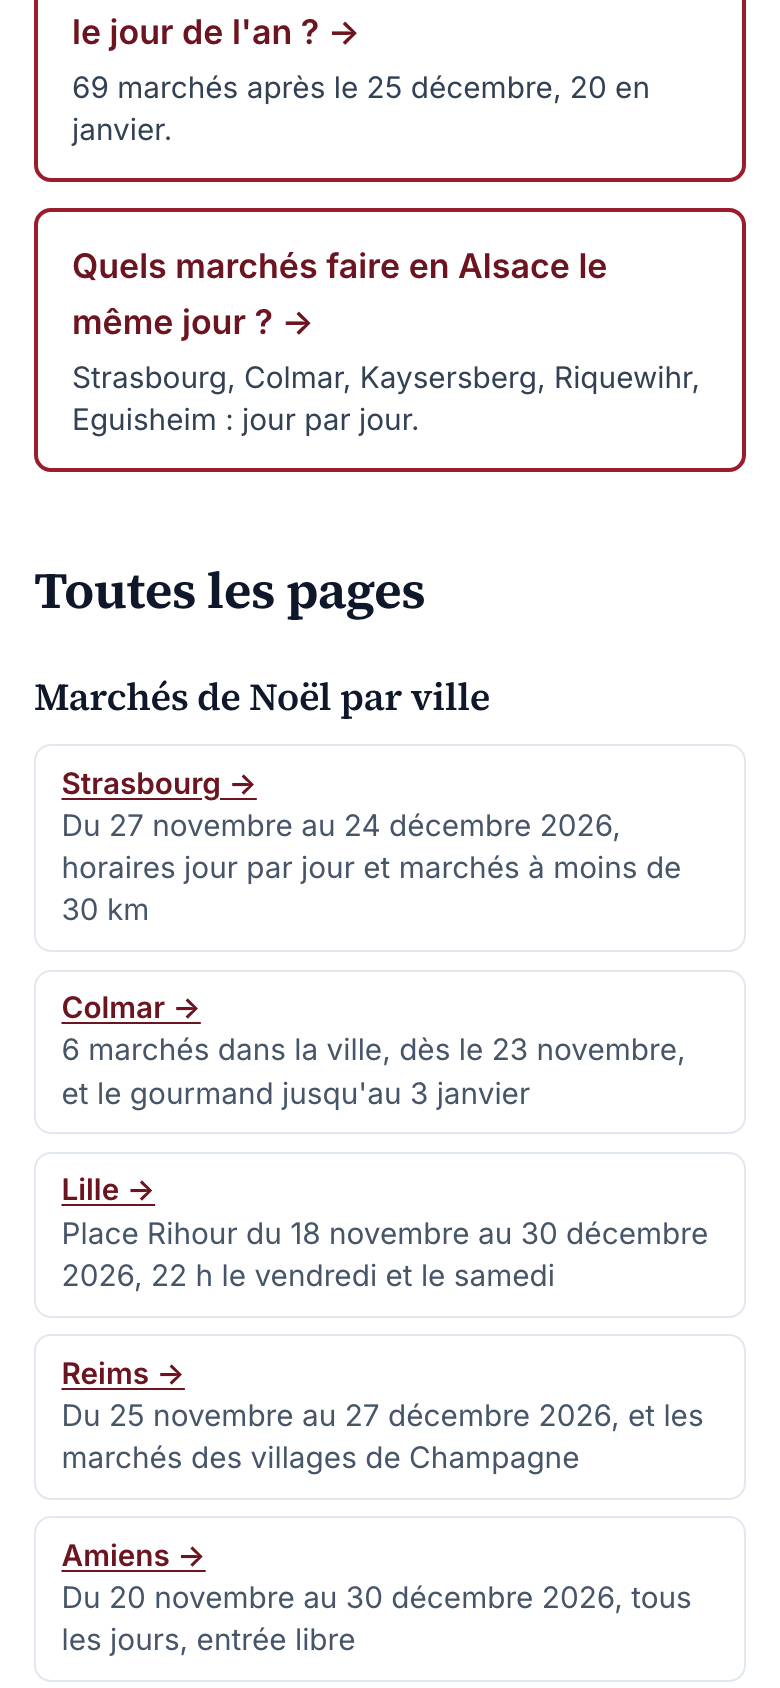 le jour de l'an ? →
69 marchés après le 25 décembre, 20 en
janvier.
Quels marchés faire en Alsace le
même jour ? →
Strasbourg, Colmar, Kaysersberg, Riquewihr,
Eguisheim : jour par jour.
Toutes les pages
Marchés de Noël par ville
Strasbourg →
Du 27 novembre au 24 décembre 2026,
horaires jour par jour et marchés à moins de
30 km
Colmar →
6 marchés dans la ville, dès le 23 novembre,
et le gourmand jusqu'au 3 janvier
Lille →
Place Rihour du 18 novembre au 30 décembre
2026, 22 h le vendredi et le samedi
Reims →
Du 25 novembre au 27 décembre 2026, et les
marchés des villages de Champagne
Amiens →
Du 20 novembre au 30 décembre 2026, tous
les jours, entrée libre